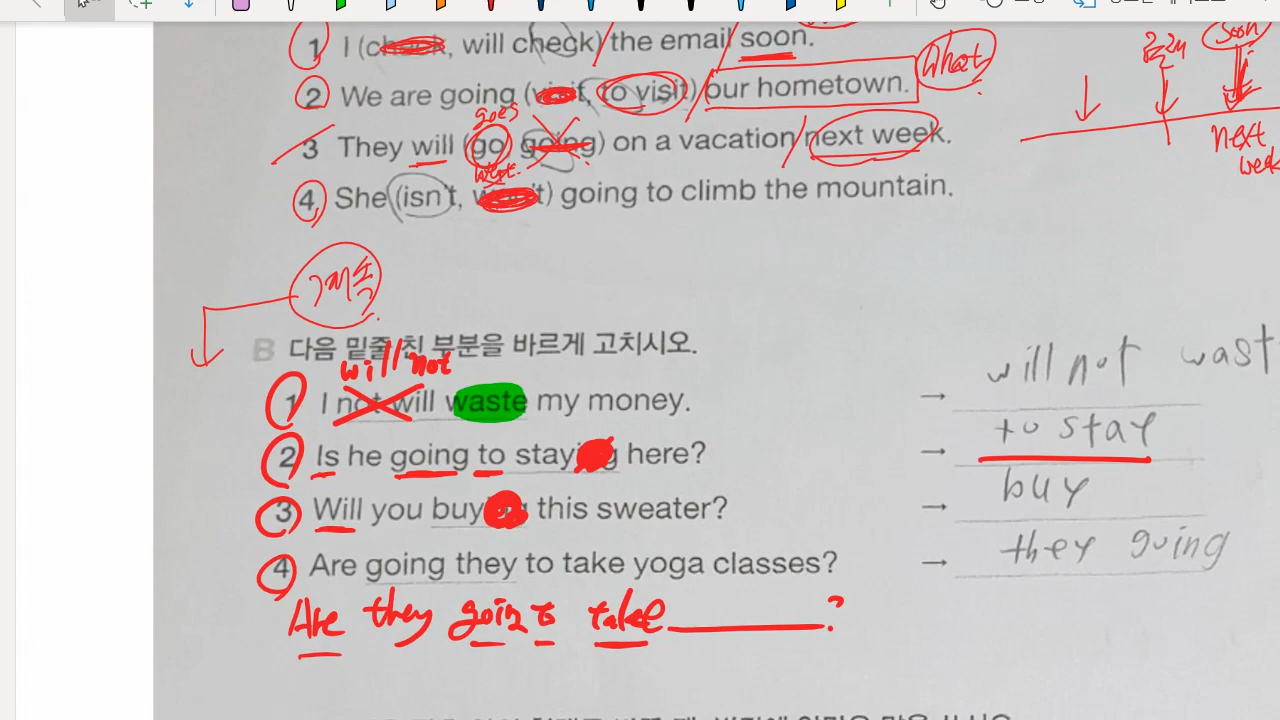 1 I (check, will check) the email soon.
What
2 We are going (visit, to visit) our hometown.
goes
3 They will (go, going) on a vacation next week.
went
4 She (isn't, won't) going to climb the mountain.
soon
next
week
B 다음 밑줄 친 부분을 바르게 고치시오.
will not
1 I not will waste my money. → will not wast
2 Is he going to staying here? → to stay
3 Will you buying this sweater? → buy
4 Are going they to take yoga classes? → they going
Are they going to take ?